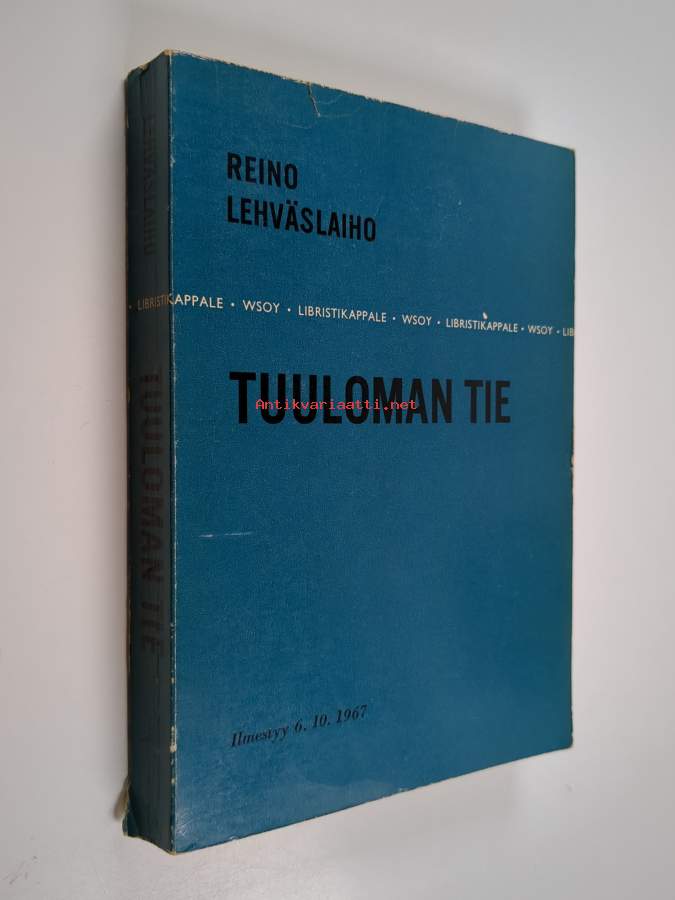 REINO
LEHVÄSLAIHO
• LIBRISTIKAPPALE • WSOY • LIBRISTIKAPPALE • WSOY • LIBRISTIKAPPALE • WSOY • LIB
TUULOMAN TIE
Antikvariaatti.net
Ilmestyy 6. 10. 1967
LEHVÄSLAIHO
TUULOMAN TIE